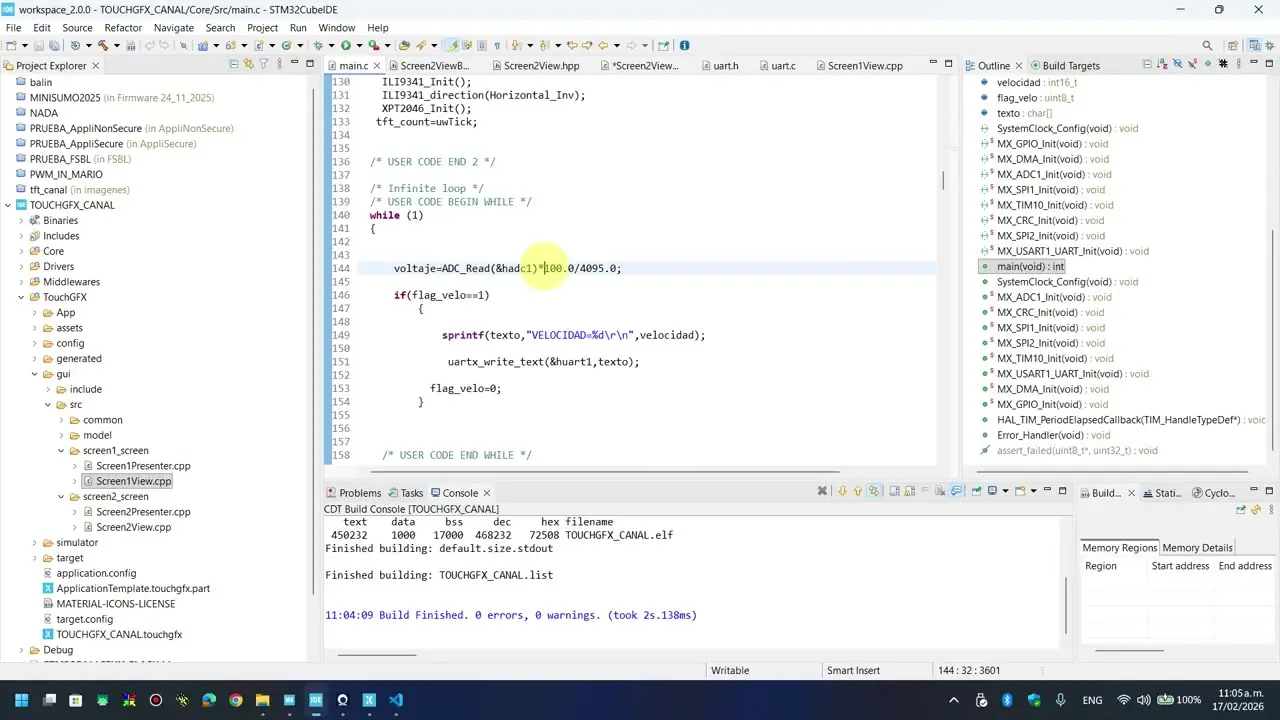 workspace_2.0.0 - TOUCHGFX_CANAL/Core/Src/main.c - STM32CubeIDE
File Edit Source Refactor Navigate Search Project Run Window Help
Project Explorer
balin
MINISUMO2025 (in Firmware 24_11_2025)
NADA
PRUEBA_AppliNonSecure (in AppliNonSecure)
PRUEBA_AppliSecure (in AppliSecure)
PRUEBA_FSBL (in FSBL)
PWM_IN_MARIO
tft_canal (in imagenes)
TOUCHGFX_CANAL
Binaries
Includes
Core
Drivers
Middlewares
TouchGFX
App
assets
config
generated
gui
include
src
common
model
screen1_screen
Screen1Presenter.cpp
Screen1View.cpp
screen2_screen
Screen2Presenter.cpp
Screen2View.cpp
simulator
target
application.config
ApplicationTemplate.touchgfx.part
MATERIAL-ICONS-LICENSE
target.config
TOUCHGFX_CANAL.touchgfx
Debug
main.c Screen2ViewB... Screen2View.hpp *Screen2View... uart.h uart.c Screen1View.cpp
130 ILI9341_Init();
131 ILI9341_direction(Horizontal_Inv);
132 XPT2046_Init();
133 tft_count=uwTick;
134
135
136 /* USER CODE END 2 */
137
138 /* Infinite loop */
139 /* USER CODE BEGIN WHILE */
140 while (1)
141 {
142
143
144 voltaje=ADC_Read(&hadc1)*100.0/4095.0;
145
146 if(flag_velo==1)
147 {
148
149 sprintf(texto,"VELOCIDAD=%d\r\n",velocidad);
150
151 uartx_write_text(&huart1,texto);
152
153 flag_velo=0;
154 }
155
156
157
158 /* USER CODE END WHILE */
Outline Build Targets
velocidad : int16_t
flag_velo : uint8_t
texto : char[]
SystemClock_Config(void) : void
MX_GPIO_Init(void) : void
MX_DMA_Init(void) : void
MX_ADC1_Init(void) : void
MX_SPI1_Init(void) : void
MX_TIM10_Init(void) : void
MX_CRC_Init(void) : void
MX_SPI2_Init(void) : void
MX_USART1_UART_Init(void) : void
main(void) : int
SystemClock_Config(void) : void
MX_ADC1_Init(void) : void
MX_CRC_Init(void) : void
MX_SPI1_Init(void) : void
MX_SPI2_Init(void) : void
MX_TIM10_Init(void) : void
MX_USART1_UART_Init(void) : void
MX_DMA_Init(void) : void
MX_GPIO_Init(void) : void
HAL_TIM_PeriodElapsedCallback(TIM_HandleTypeDef*) : void
Error_Handler(void) : void
assert_failed(uint8_t*, uint32_t) : void
Problems Tasks Console
CDT Build Console [TOUCHGFX_CANAL]
text data bss dec hex filename
450232 1000 17000 468232 72508 TOUCHGFX_CANAL.elf
Finished building: default.size.stdout
Finished building: TOUCHGFX_CANAL.list
11:04:09 Build Finished. 0 errors, 0 warnings. (took 2s.138ms)
Build... Stati... Cyclo...
Memory Regions Memory Details
Region Start address End address
Writable Smart Insert 144 : 32 : 3601
ENG 100% 11:05 a.m.
17/02/2026